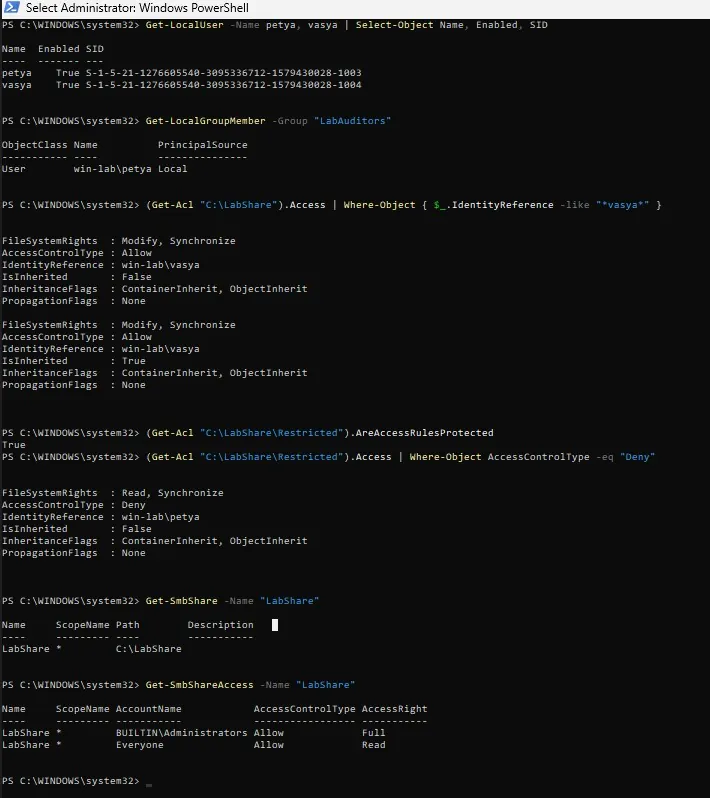 Select Administrator: Windows PowerShell
PS C:\WINDOWS\system32> Get-LocalUser -Name petya, vasya | Select-Object Name, Enabled, SID
Name  Enabled SID
----  ------- ---
petya    True S-1-5-21-1276605540-3095336712-1579430028-1003
vasya    True S-1-5-21-1276605540-3095336712-1579430028-1004
PS C:\WINDOWS\system32> Get-LocalGroupMember -Group "LabAuditors"
ObjectClass Name          PrincipalSource
----------- ----          ---------------
User        win-lab\petya Local
PS C:\WINDOWS\system32> (Get-Acl "C:\LabShare").Access | Where-Object { $_.IdentityReference -like "*vasya*" }
FileSystemRights  : Modify, Synchronize
AccessControlType : Allow
IdentityReference : win-lab\vasya
IsInherited       : False
InheritanceFlags  : ContainerInherit, ObjectInherit
PropagationFlags  : None
FileSystemRights  : Modify, Synchronize
AccessControlType : Allow
IdentityReference : win-lab\vasya
IsInherited       : True
InheritanceFlags  : ContainerInherit, ObjectInherit
PropagationFlags  : None
PS C:\WINDOWS\system32> (Get-Acl "C:\LabShare\Restricted").AreAccessRulesProtected
True
PS C:\WINDOWS\system32> (Get-Acl "C:\LabShare\Restricted").Access | Where-Object AccessControlType -eq "Deny"
FileSystemRights  : Read, Synchronize
AccessControlType : Deny
IdentityReference : win-lab\petya
IsInherited       : False
InheritanceFlags  : ContainerInherit, ObjectInherit
PropagationFlags  : None
PS C:\WINDOWS\system32> Get-SmbShare -Name "LabShare"
Name     ScopeName Path        Description
----     --------- ----        -----------
LabShare *         C:\LabShare
PS C:\WINDOWS\system32> Get-SmbShareAccess -Name "LabShare"
Name     ScopeName AccountName            AccessControlType AccessRight
----     --------- -----------            ----------------- -----------
LabShare *         BUILTIN\Administrators Allow             Full
LabShare *         Everyone               Allow             Read
PS C:\WINDOWS\system32> _